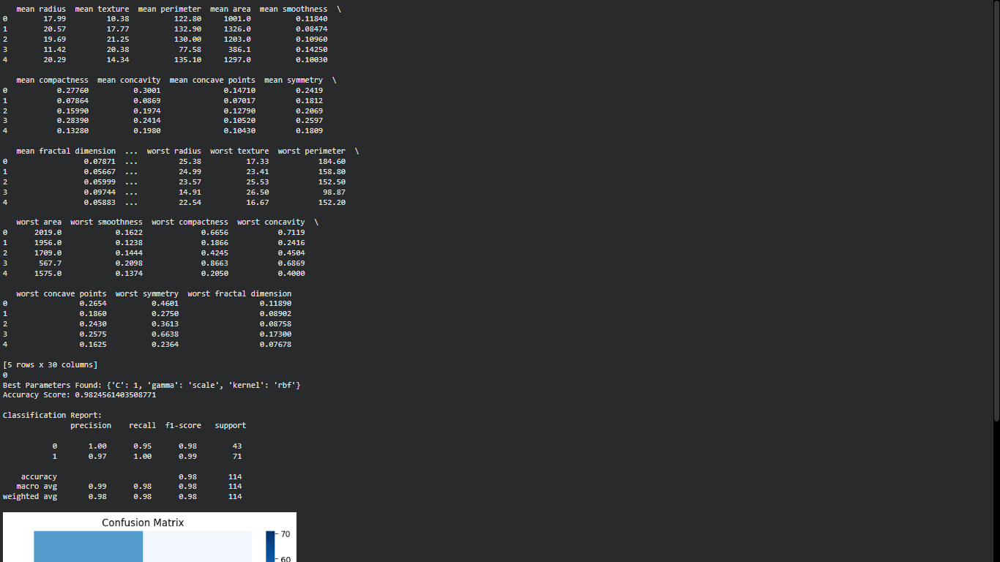 mean radius  mean texture  mean perimeter  mean area  mean smoothness  \
0        17.99         10.38          122.80     1001.0          0.11840
1        20.57         17.77          132.90     1326.0          0.08474
2        19.69         21.25          130.00     1203.0          0.10960
3        11.42         20.38           77.58      386.1          0.14250
4        20.29         14.34          135.10     1297.0          0.10030
   mean compactness  mean concavity  mean concave points  mean symmetry  \
0           0.27760          0.3001              0.14710         0.2419
1           0.07864          0.0869              0.07017         0.1812
2           0.15990          0.1974              0.12790         0.2069
3           0.28390          0.2414              0.10520         0.2597
4           0.13280          0.1980              0.10430         0.1809
   mean fractal dimension  ...  worst radius  worst texture  worst perimeter  \
0                 0.07871  ...         25.38          17.33           184.60
1                 0.05667  ...         24.99          23.41           158.80
2                 0.05999  ...         23.57          25.53           152.50
3                 0.09744  ...         14.91          26.50            98.87
4                 0.05883  ...         22.54          16.67           152.20
   worst area  worst smoothness  worst compactness  worst concavity  \
0      2019.0            0.1622             0.6656           0.7119
1      1956.0            0.1238             0.1866           0.2416
2      1709.0            0.1444             0.4245           0.4504
3       567.7            0.2098             0.8663           0.6869
4      1575.0            0.1374             0.2050           0.4000
   worst concave points  worst symmetry  worst fractal dimension
0                0.2654          0.4601                  0.11890
1                0.1860          0.2750                  0.08902
2                0.2430          0.3613                  0.08758
3                0.2575          0.6638                  0.17300
4                0.1625          0.2364                  0.07678
[5 rows x 30 columns]
0
Best Parameters Found: {'C': 1, 'gamma': 'scale', 'kernel': 'rbf'}
Accuracy Score: 0.9824561403508771
Classification Report:
               precision    recall  f1-score   support
           0       1.00      0.95      0.98        43
           1       0.97      1.00      0.99        71
    accuracy                           0.98       114
   macro avg       0.99      0.98      0.98       114
weighted avg       0.98      0.98      0.98       114
Confusion Matrix
70
60